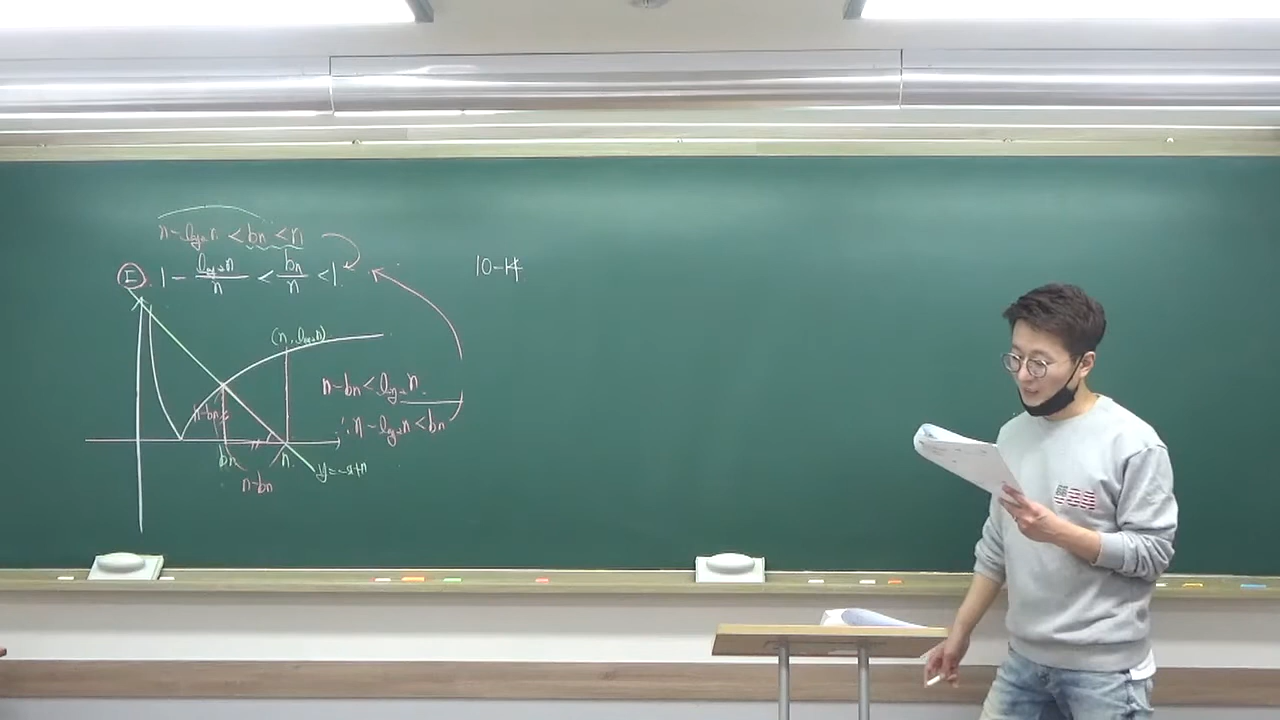 n - log₂n < bn < n
ㄷ. 1 - log₂n/n < bn/n < 1
10-14
(n, log₂n)
n-bn < log₂n
n-bn
∴ n - log₂n < bn
bn
n
y=-x+n
n-bn